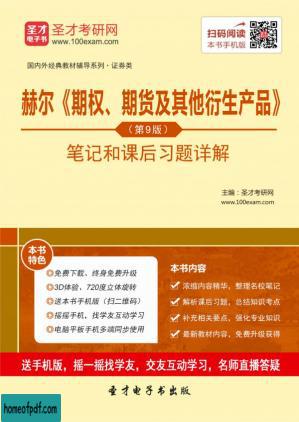 圣才
电子书
圣才考研网
www.100exam.com
扫码阅读
本书手机版
国内外经典教材辅导系列·证券类
赫尔《期权、期货及其他衍生产品》
(第9版)
笔记和课后习题详解
主编:圣才考研网
www.100exam.com
本书特色
免费下载、终身免费升级
3D体验、720度立体旋转
送本书手机版(扫二维码)
摇摇手机,找学友互动学习
电脑平板手机多端同步使用
本书内容
浓缩内容精华,整理名校笔记
解析课后习题,总结知识考点
补充相关要点,强化专业知识
最新教材内容,免费升级获得
送手机版,摇一摇找学友,交友互动学习,名师直播答疑
圣才电子书出版
homeofpdf.com
homeofpdf.com